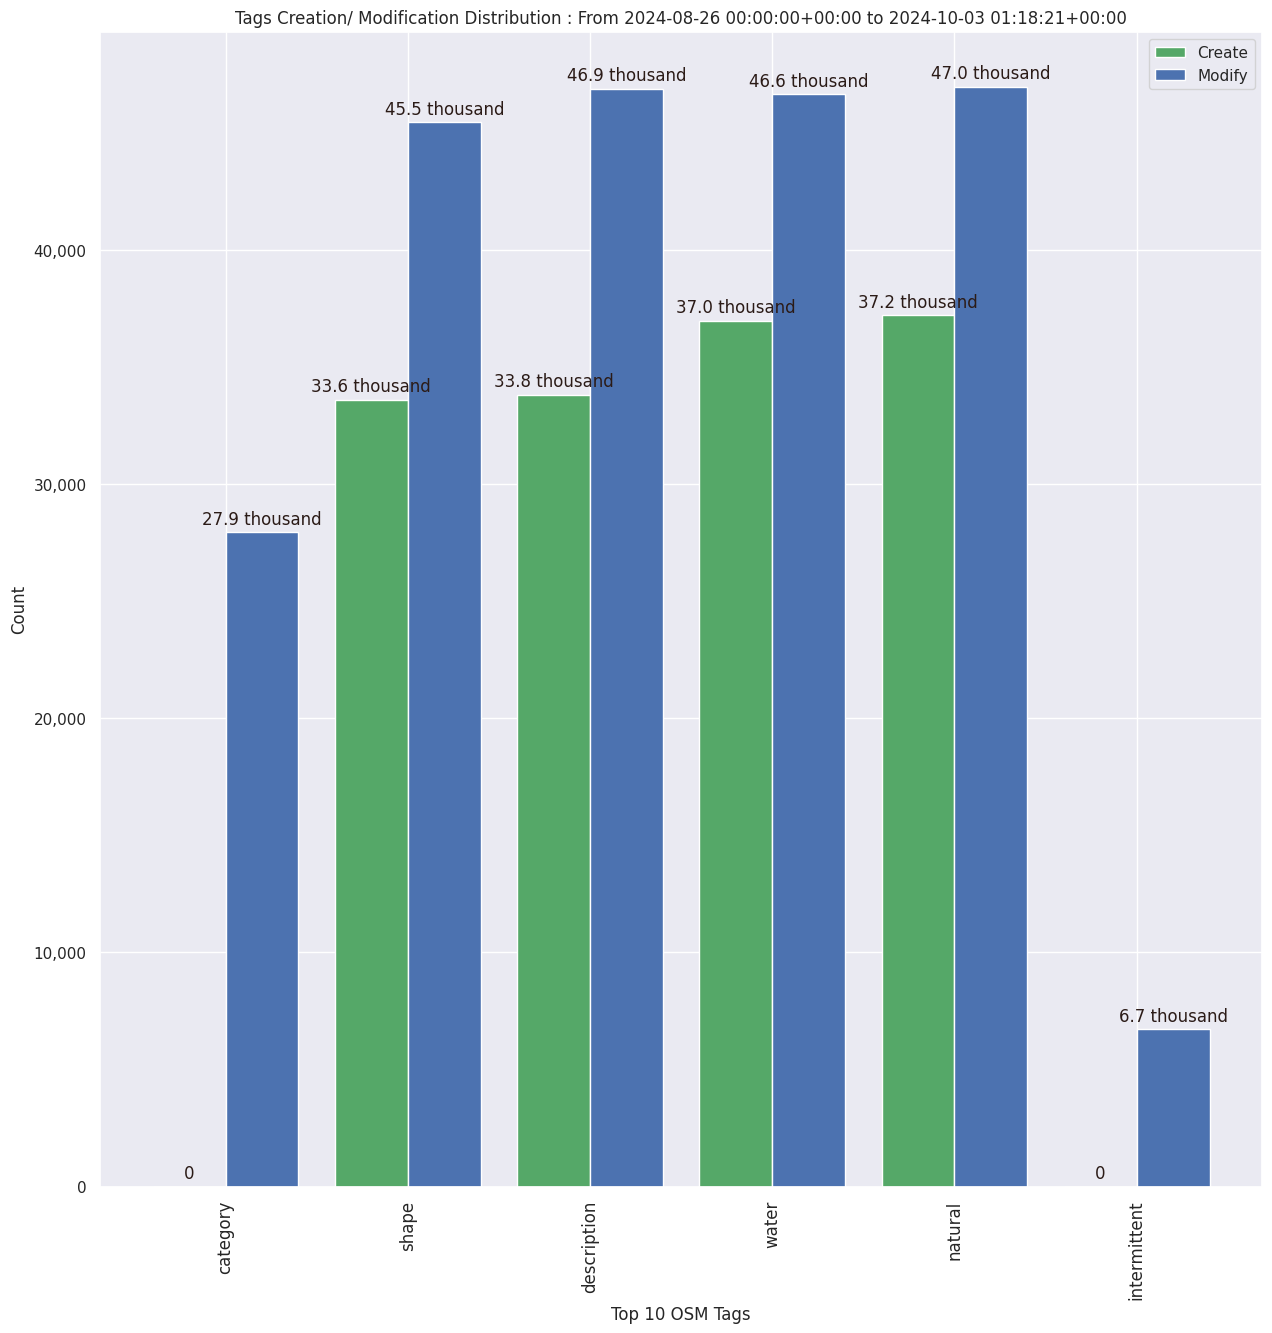 Tags Creation/ Modification Distribution : From 2024-08-26 00:00:00+00:00 to 2024-10-03 01:18:21+00:00
Create
Modify
46.9 thousand
46.6 thousand
47.0 thousand
45.5 thousand
40,000
37.0 thousand
37.2 thousand
33.6 thousand
33.8 thousand
30,000
27.9 thousand
Count
20,000
10,000
6.7 thousand
0
0
0
category
shape
description
water
natural
intermittent
Top 10 OSM Tags